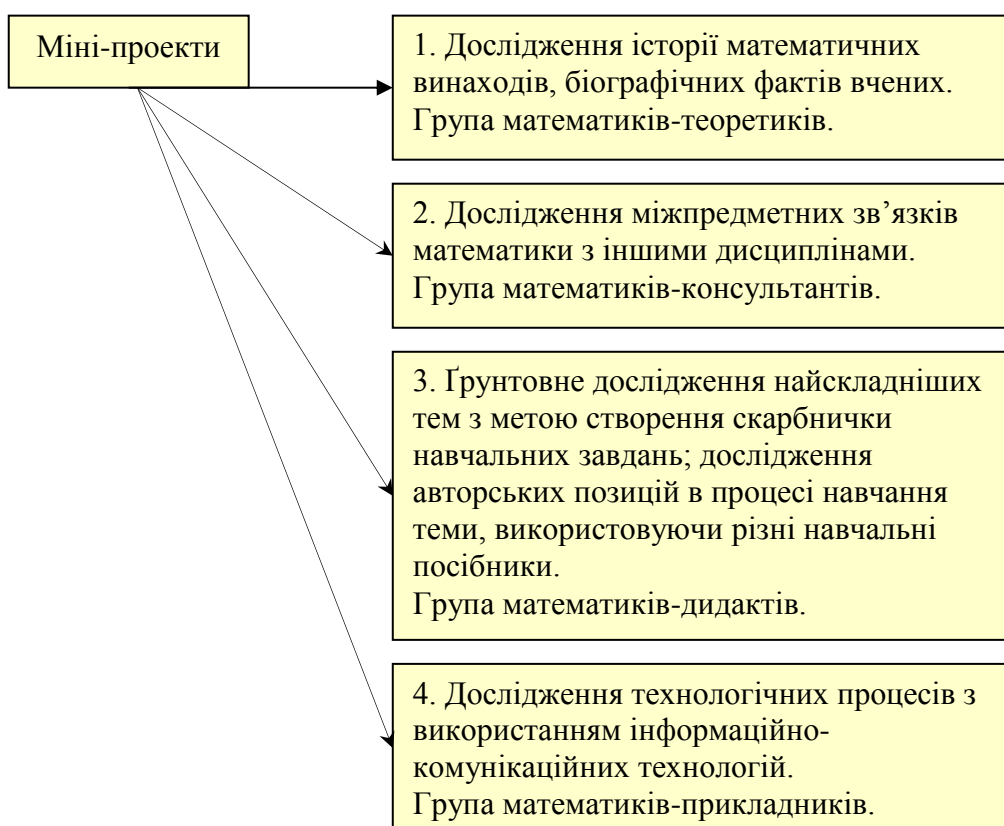 Міні-проекти
1. Дослідження історії математичних
винаходів, біографічних фактів вчених.
Група математиків-теоретиків.
2. Дослідження міжпредметних зв’язків
математики з іншими дисциплінами.
Група математиків-консультантів.
3. Ґрунтовне дослідження найскладніших
тем з метою створення скарбнички
навчальних завдань; дослідження
авторських позицій в процесі навчання
теми, використовуючи різні навчальні
посібники.
Група математиків-дидактів.
4. Дослідження технологічних процесів з
використанням інформаційно-
комунікаційних технологій.
Група математиків-прикладників.